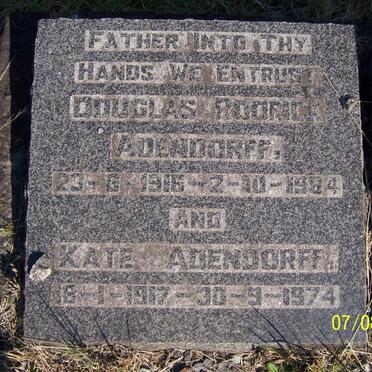 FATHER INTO THY
HANDS WE ENTRUST
DOUGLAS RODRICK
ADENDORFF.
23-6-1916-2-10-1984
AND
KATE ADENDORFF.
18-1-1917-30-9-1974
07/08